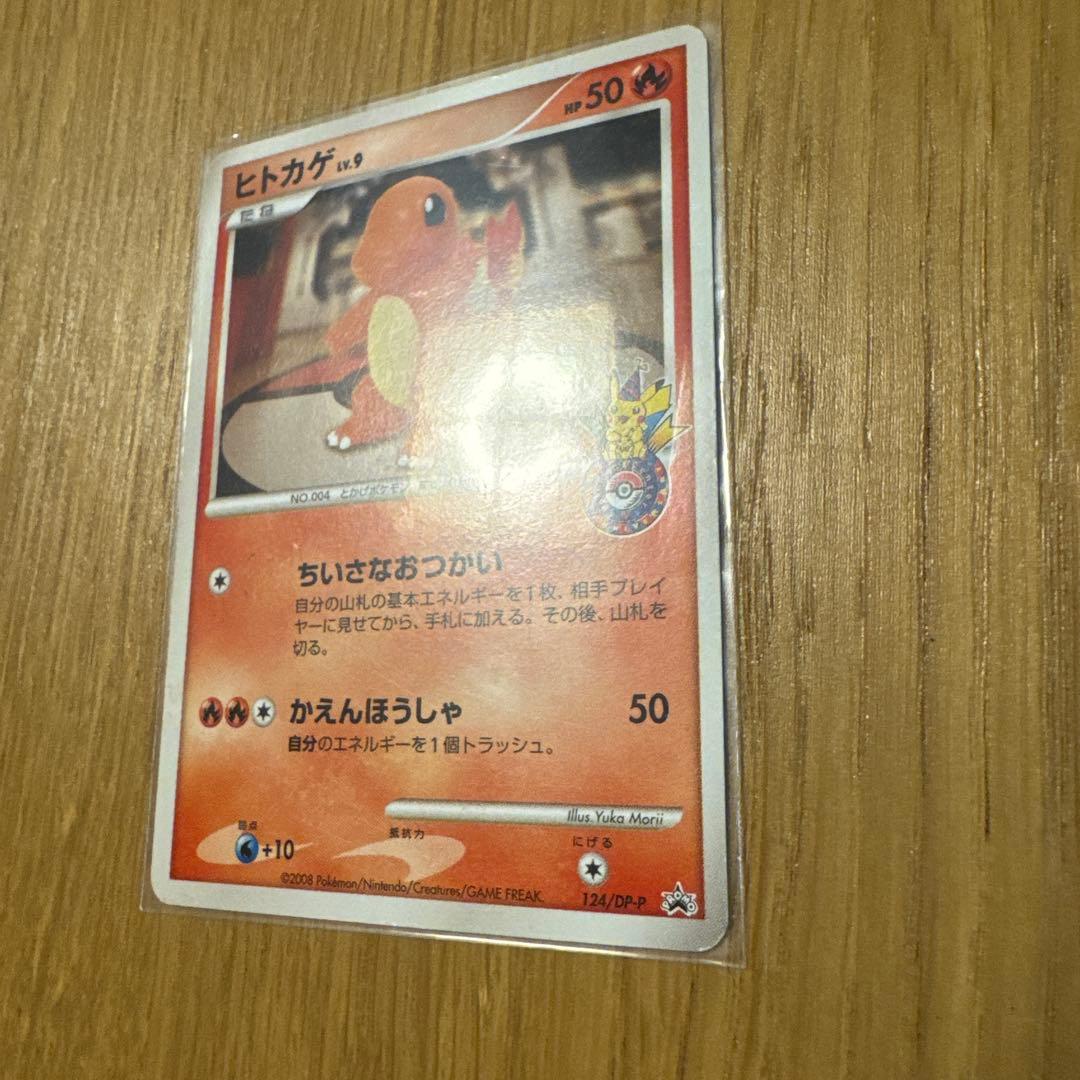 ヒトカゲ LV.9
HP 50
たね
NO.004 とかげポケモン
ちいさなおつかい
自分の山札の基本エネルギーを1枚、相手プレイ
ヤーに見せてから、手札に加える。その後、山札を
切る。
かえんほうしゃ 50
自分のエネルギーを1個トラッシュ。
Illus. Yuka Morii
弱点
+10
抵抗力
にげる
©2008 Pokémon/Nintendo/Creatures/GAME FREAK.
124/DP-P
PROMO